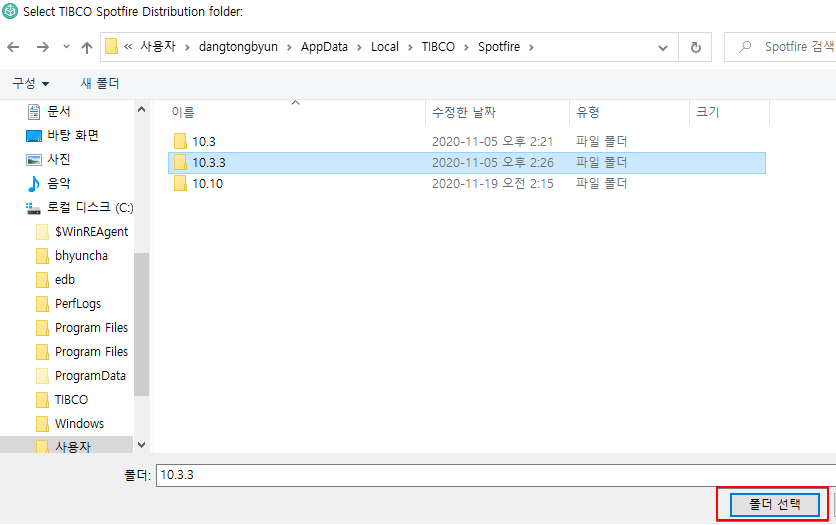 Select TIBCO Spotfire Distribution folder:
« 사용자 › dangtongbyun › AppData › Local › TIBCO › Spotfire ›
Spotfire 검색
구성 새 폴더
이름 수정한 날짜 유형 크기
10.3 2020-11-05 오후 2:21 파일 폴더
10.3.3 2020-11-05 오후 2:26 파일 폴더
10.10 2020-11-19 오전 2:15 파일 폴더
문서
바탕 화면
사진
음악
로컬 디스크 (C:)
$WinREAgent
bhyuncha
edb
PerfLogs
Program Files
Program Files
ProgramData
TIBCO
Windows
사용자
폴더: 10.3.3
폴더 선택